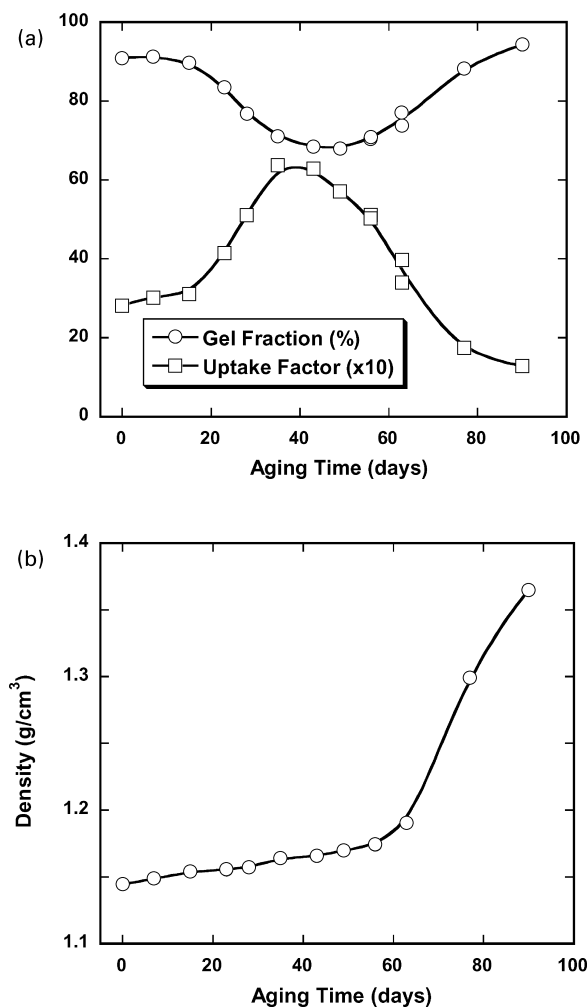 (a)
100
80
60
40
20
0
Gel Fraction (%)
Uptake Factor (x10)
0 20 40 60 80 100
Aging Time (days)
(b)
1.4
1.3
1.2
1.1
Density (g/cm³)
0 20 40 60 80 100
Aging Time (days)